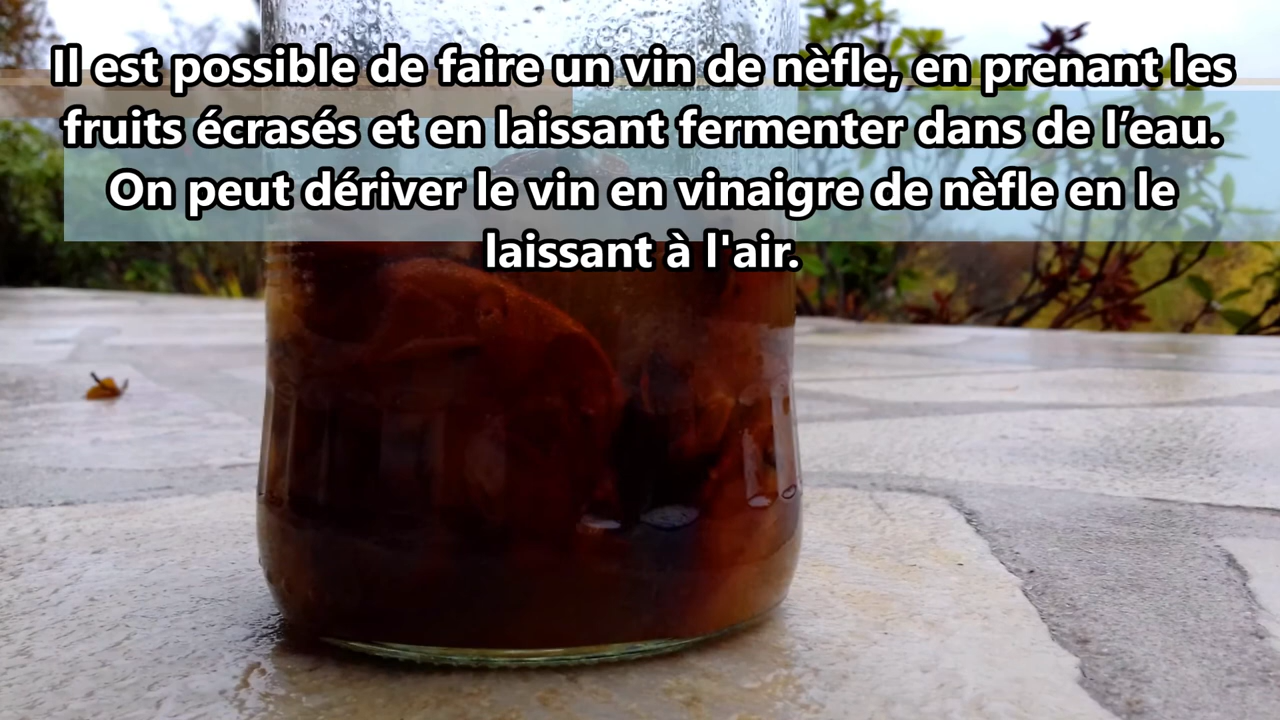 Il est possible de faire un vin de nèfle, en prenant les
fruits écrasés et en laissant fermenter dans de l’eau.
On peut dériver le vin en vinaigre de nèfle en le
laissant à l'air.